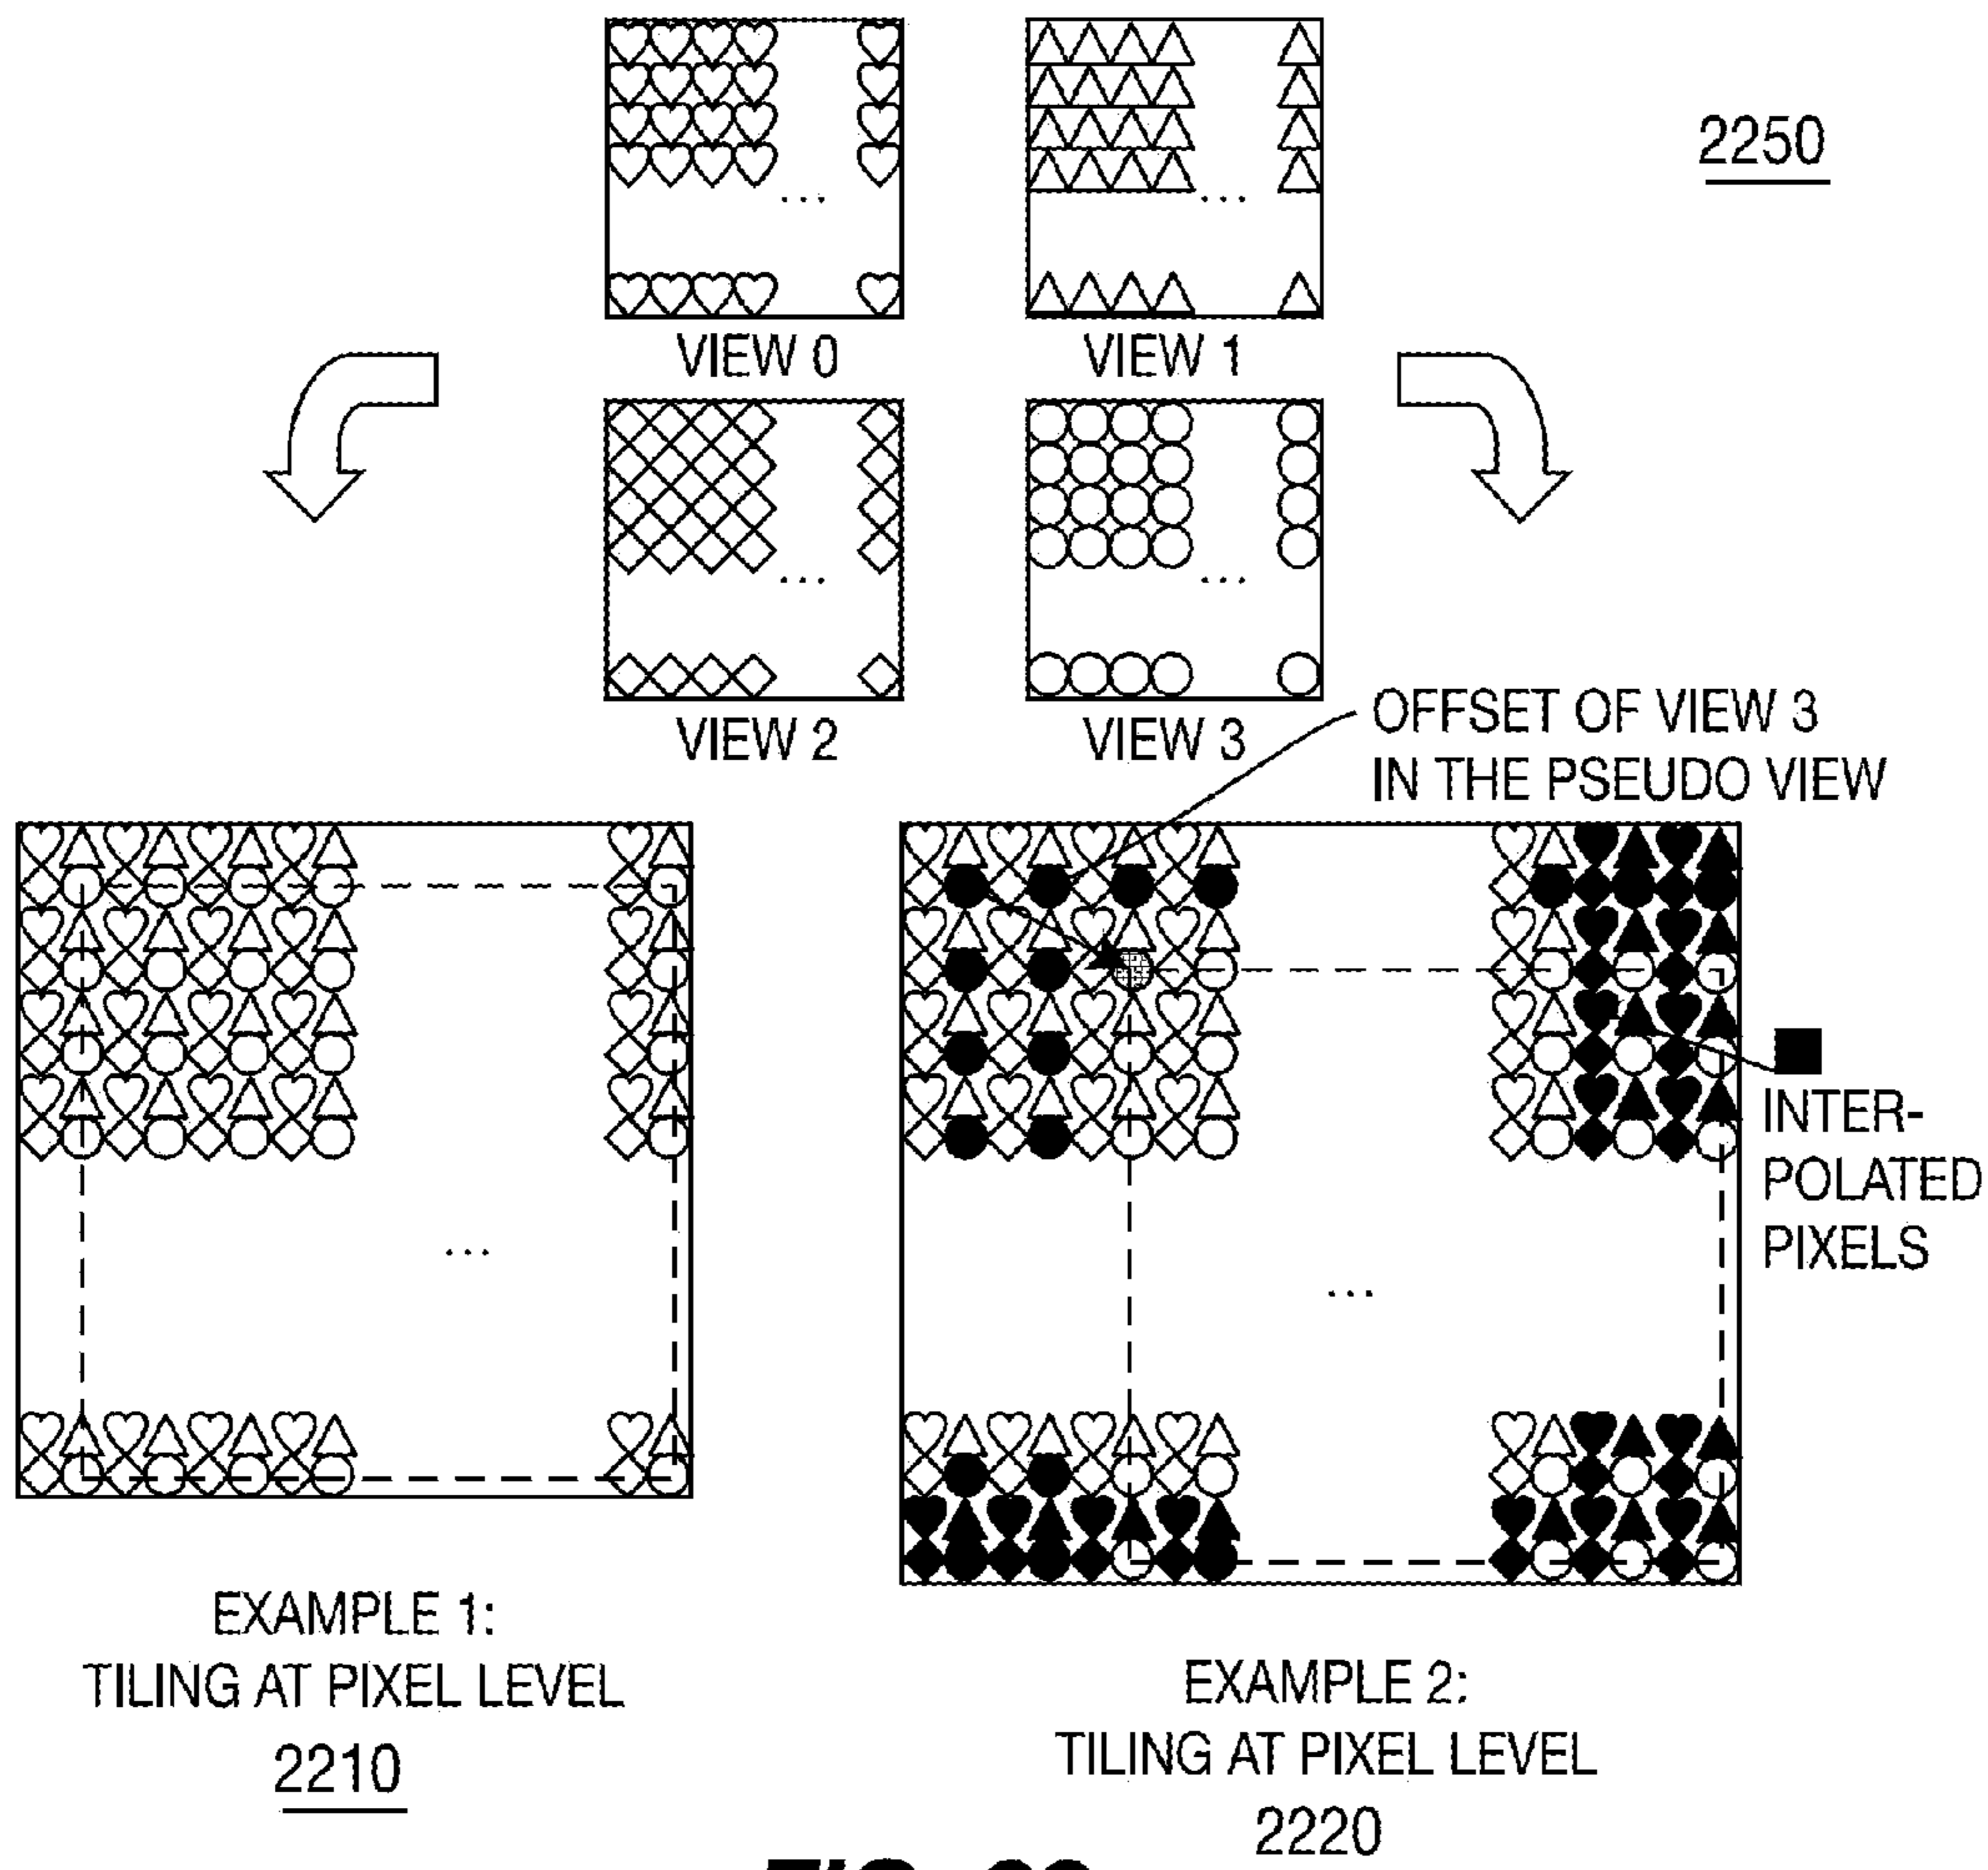 2250
VIEW 0
VIEW 1
VIEW 2
VIEW 3
OFFSET OF VIEW 3
IN THE PSEUDO VIEW
INTER-
POLATED
PIXELS
EXAMPLE 1:
TILING AT PIXEL LEVEL
2210
EXAMPLE 2:
TILING AT PIXEL LEVEL
2220